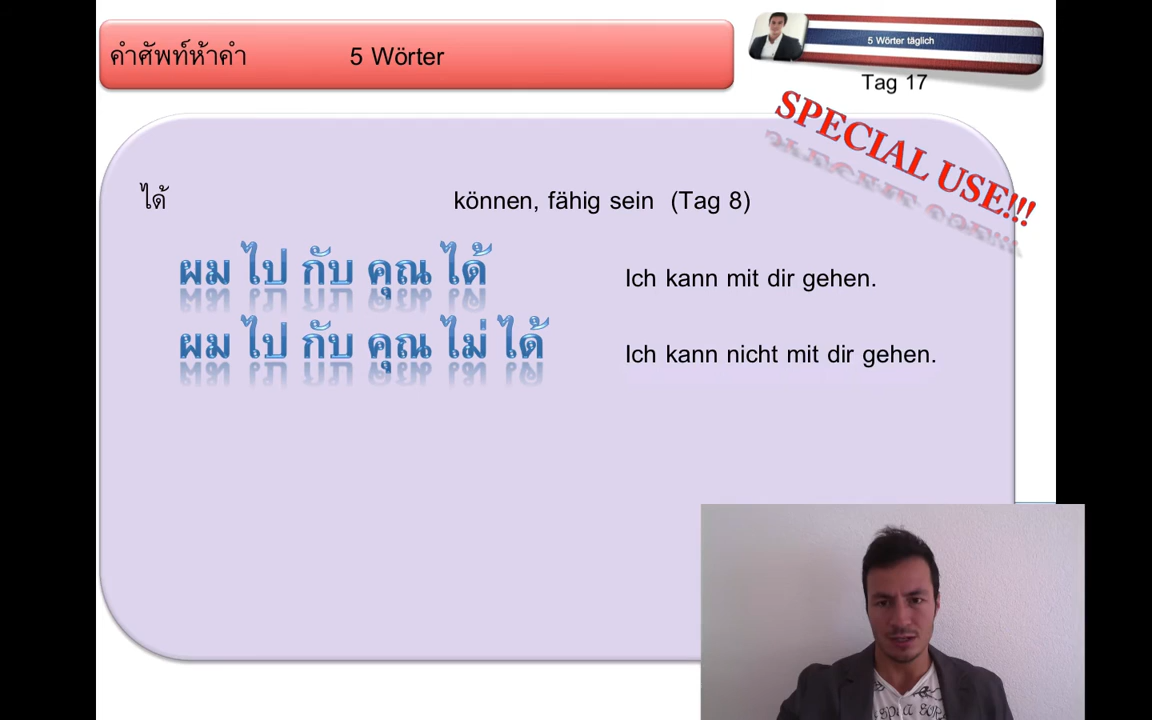 คำศัพท์ห้าคำ 5 Wörter
5 Wörter täglich
Tag 17
SPECIAL USE!!!
ได้ können, fähig sein (Tag 8)
ผม ไป กับ คุณ ได้ Ich kann mit dir gehen.
ผม ไป กับ คุณ ไม่ ได้ Ich kann nicht mit dir gehen.